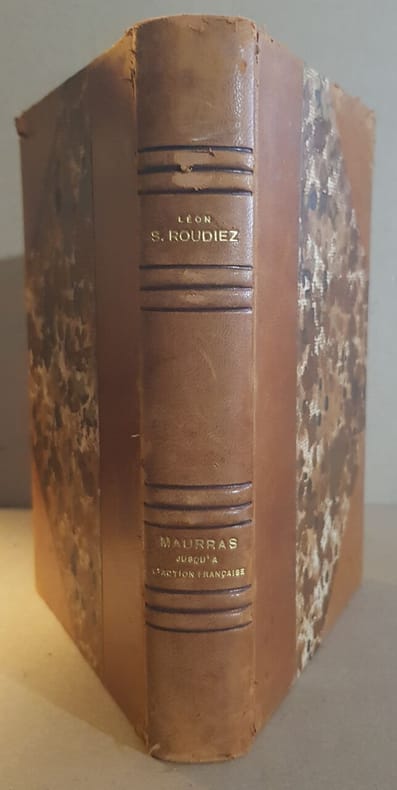 LÉON
S. ROUDIEZ
MAURRAS
JUSQU'A
L'ACTION FRANÇAISE